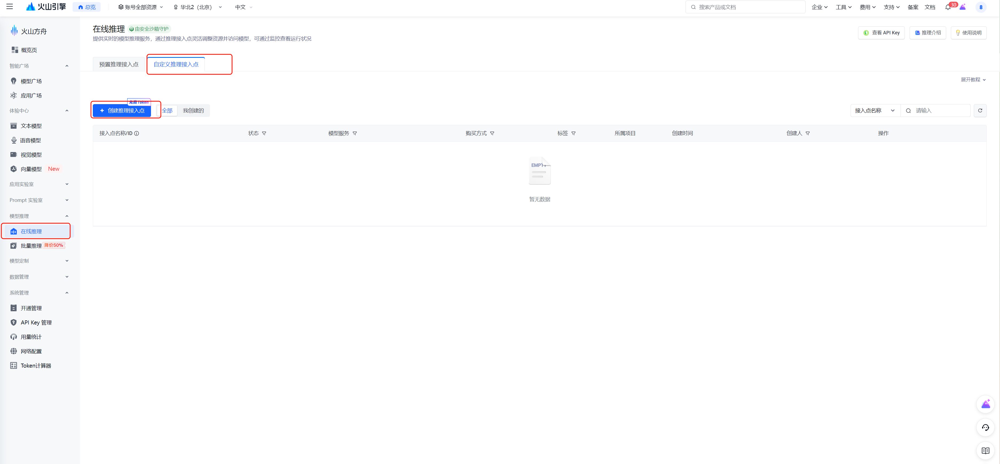 火山引擎
总览
账号全部资源
华北2（北京）
中文
搜索产品或文档
企业
工具
费用
支持
备案
文档
30
8
火山方舟
概览页
智能广场
模型广场
应用广场
体验中心
文本模型
语音模型
视觉模型
向量模型 New
应用实验室
Prompt 实验室
模型推理
在线推理
批量推理 降价50%
模型定制
数据管理
系统管理
开通管理
API Key 管理
用量统计
网络配置
Token计算器
在线推理 由安全沙箱守护
提供实时的模型推理服务，通过推理接入点灵活调整资源并访问模型，可通过监控查看运行状况
查看 API Key
推理介绍
使用说明
预置推理接入点
自定义推理接入点
展开教程
免费Token
+ 创建推理接入点
全部
我创建的
接入点名称
请输入
接入点名称/ID
状态
模型服务
购买方式
标签
所属项目
创建时间
创建人
操作
EMPTY
暂无数据